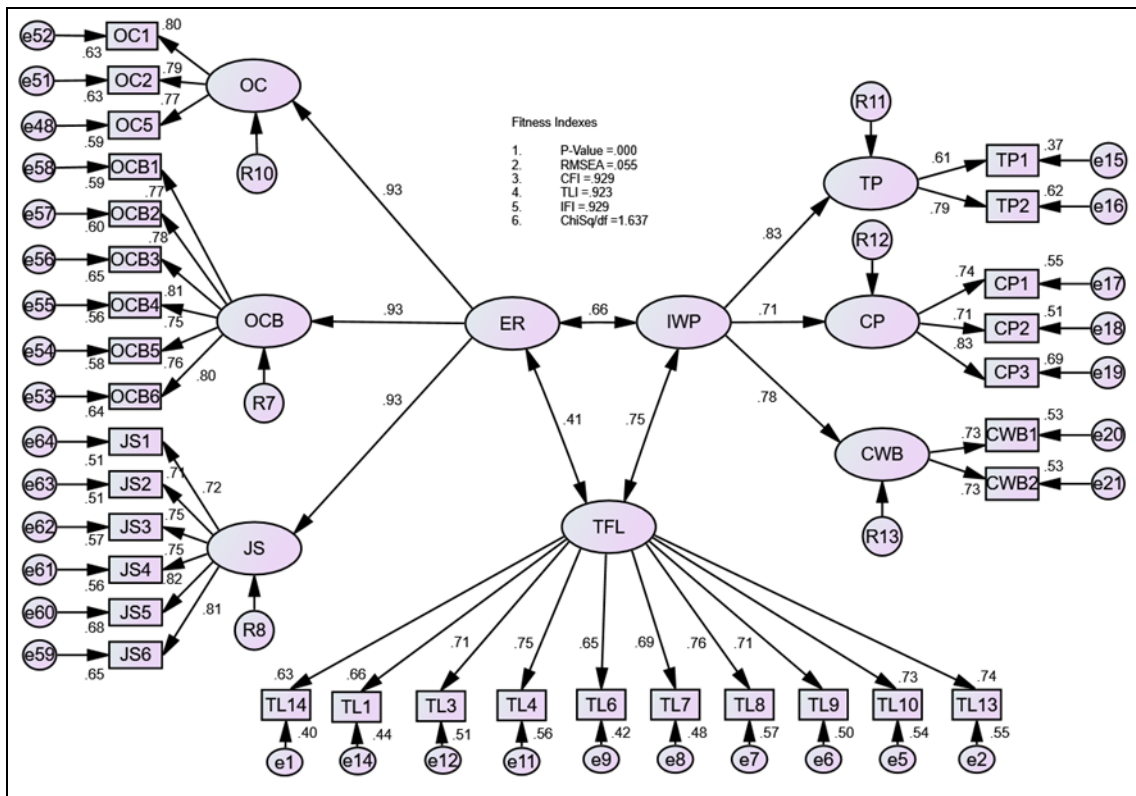 e52
OC1
.80
.63
e51
OC2
.79
.63
OC
e48
OC5
.77
.59
R10
e58
OCB1
.59
.77
e57
OCB2
.60
.78
e56
OCB3
.65
.81
e55
OCB4
.56
.75
OCB
e54
OCB5
.58
.76
e53
OCB6
.80
.64
R7
e64
JS1
.51
.71
.72
e63
JS2
.51
.75
e62
JS3
.57
.75
JS
e61
JS4
.56
.82
e60
JS5
.68
.81
R8
e59
JS6
.65
Fitness Indexes
1. P-Value =.000
2. RMSEA =.055
3. CFI =.929
4. TLI =.923
5. IFI =.929
6. ChiSq/df =1.637
.93
.93
.93
ER
.66
IWP
.41
.75
TFL
.83
.71
.78
R11
TP
.61
TP1
.37
e15
.79
TP2
.62
e16
R12
CP
.74
CP1
.55
e17
.71
CP2
.51
e18
.83
CP3
.69
e19
CWB
.73
CWB1
.53
e20
.73
CWB2
.53
e21
R13
.63
.66
.71
.75
.65
.69
.76
.71
.73
.74
TL14
TL1
TL3
TL4
TL6
TL7
TL8
TL9
TL10
TL13
.40
.44
.51
.56
.42
.48
.57
.50
.54
.55
e1
e14
e12
e11
e9
e8
e7
e6
e5
e2